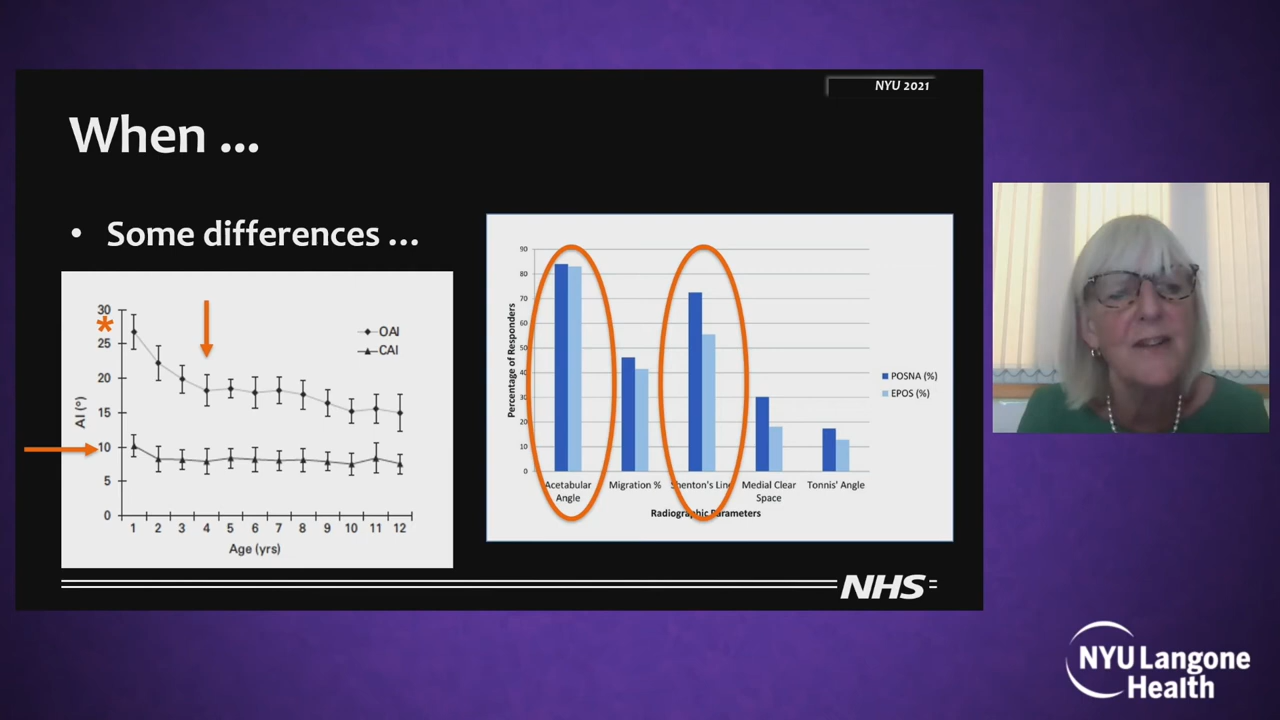 NYU 2021
When ...
• Some differences ...
30
*
25
20
15
10
5
0
AI (°)
OAI
CAI
1 2 3 4 5 6 7 8 9 10 11 12
Age (yrs)
90
80
70
60
50
40
30
20
10
0
Percentage of Responders
POSNA (%)
EPOS (%)
Acetabular Angle
Migration %
Shenton's Line
Medial Clear Space
Tonnis' Angle
Radiographic Parameters
NHS
NYU Langone
Health